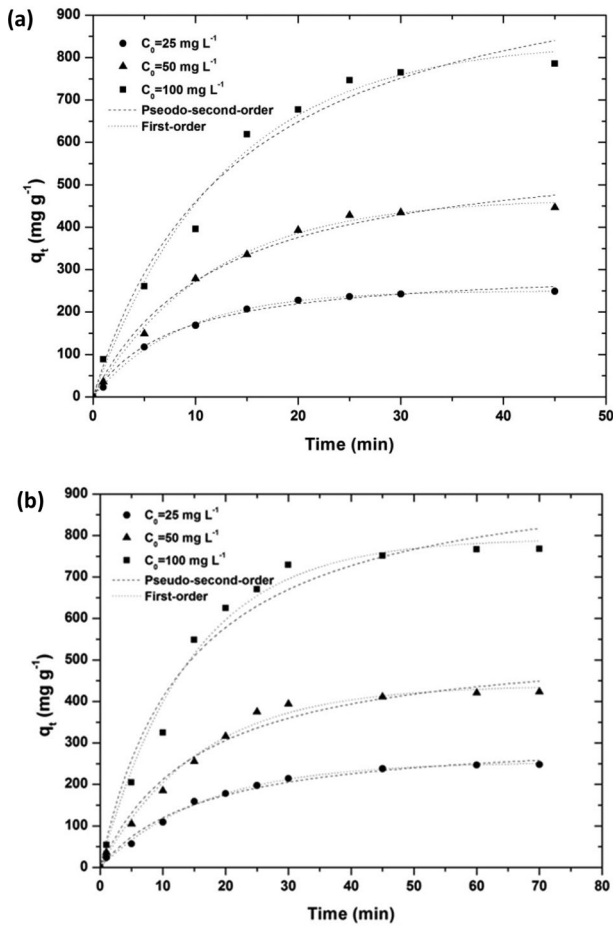 (a)
900
800
700
600
500
400
300
200
100
0
qt (mg g-1)
C0=25 mg L-1
C0=50 mg L-1
C0=100 mg L-1
Pseodo-second-order
First-order
0 10 20 30 40 50
Time (min)
(b)
900
800
700
600
500
400
300
200
100
0
qt (mg g-1)
C0=25 mg L-1
C0=50 mg L-1
C0=100 mg L-1
Pseudo-second-order
First-order
0 10 20 30 40 50 60 70 80
Time (min)